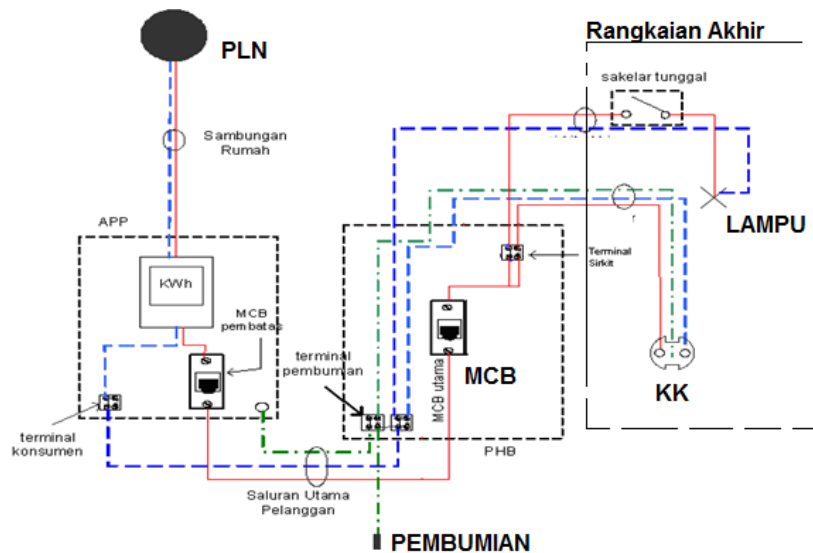 PLN
Rangkaian Akhir
sakelar tunggal
Sambungan
Rumah
APP
LAMPU
KWh
MCB
pembatas
Terminal
Sirkit
terminal
pembumian
MCB utama
MCB
KK
terminal
konsumen
PHB
Saluran Utama
Pelanggan
PEMBUMIAN